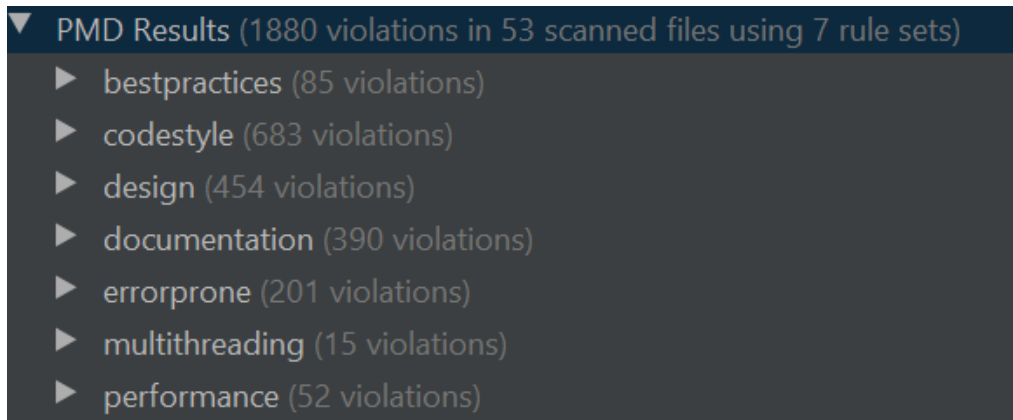 PMD Results (1880 violations in 53 scanned files using 7 rule sets)
bestpractices (85 violations)
codestyle (683 violations)
design (454 violations)
documentation (390 violations)
errorprone (201 violations)
multithreading (15 violations)
performance (52 violations)